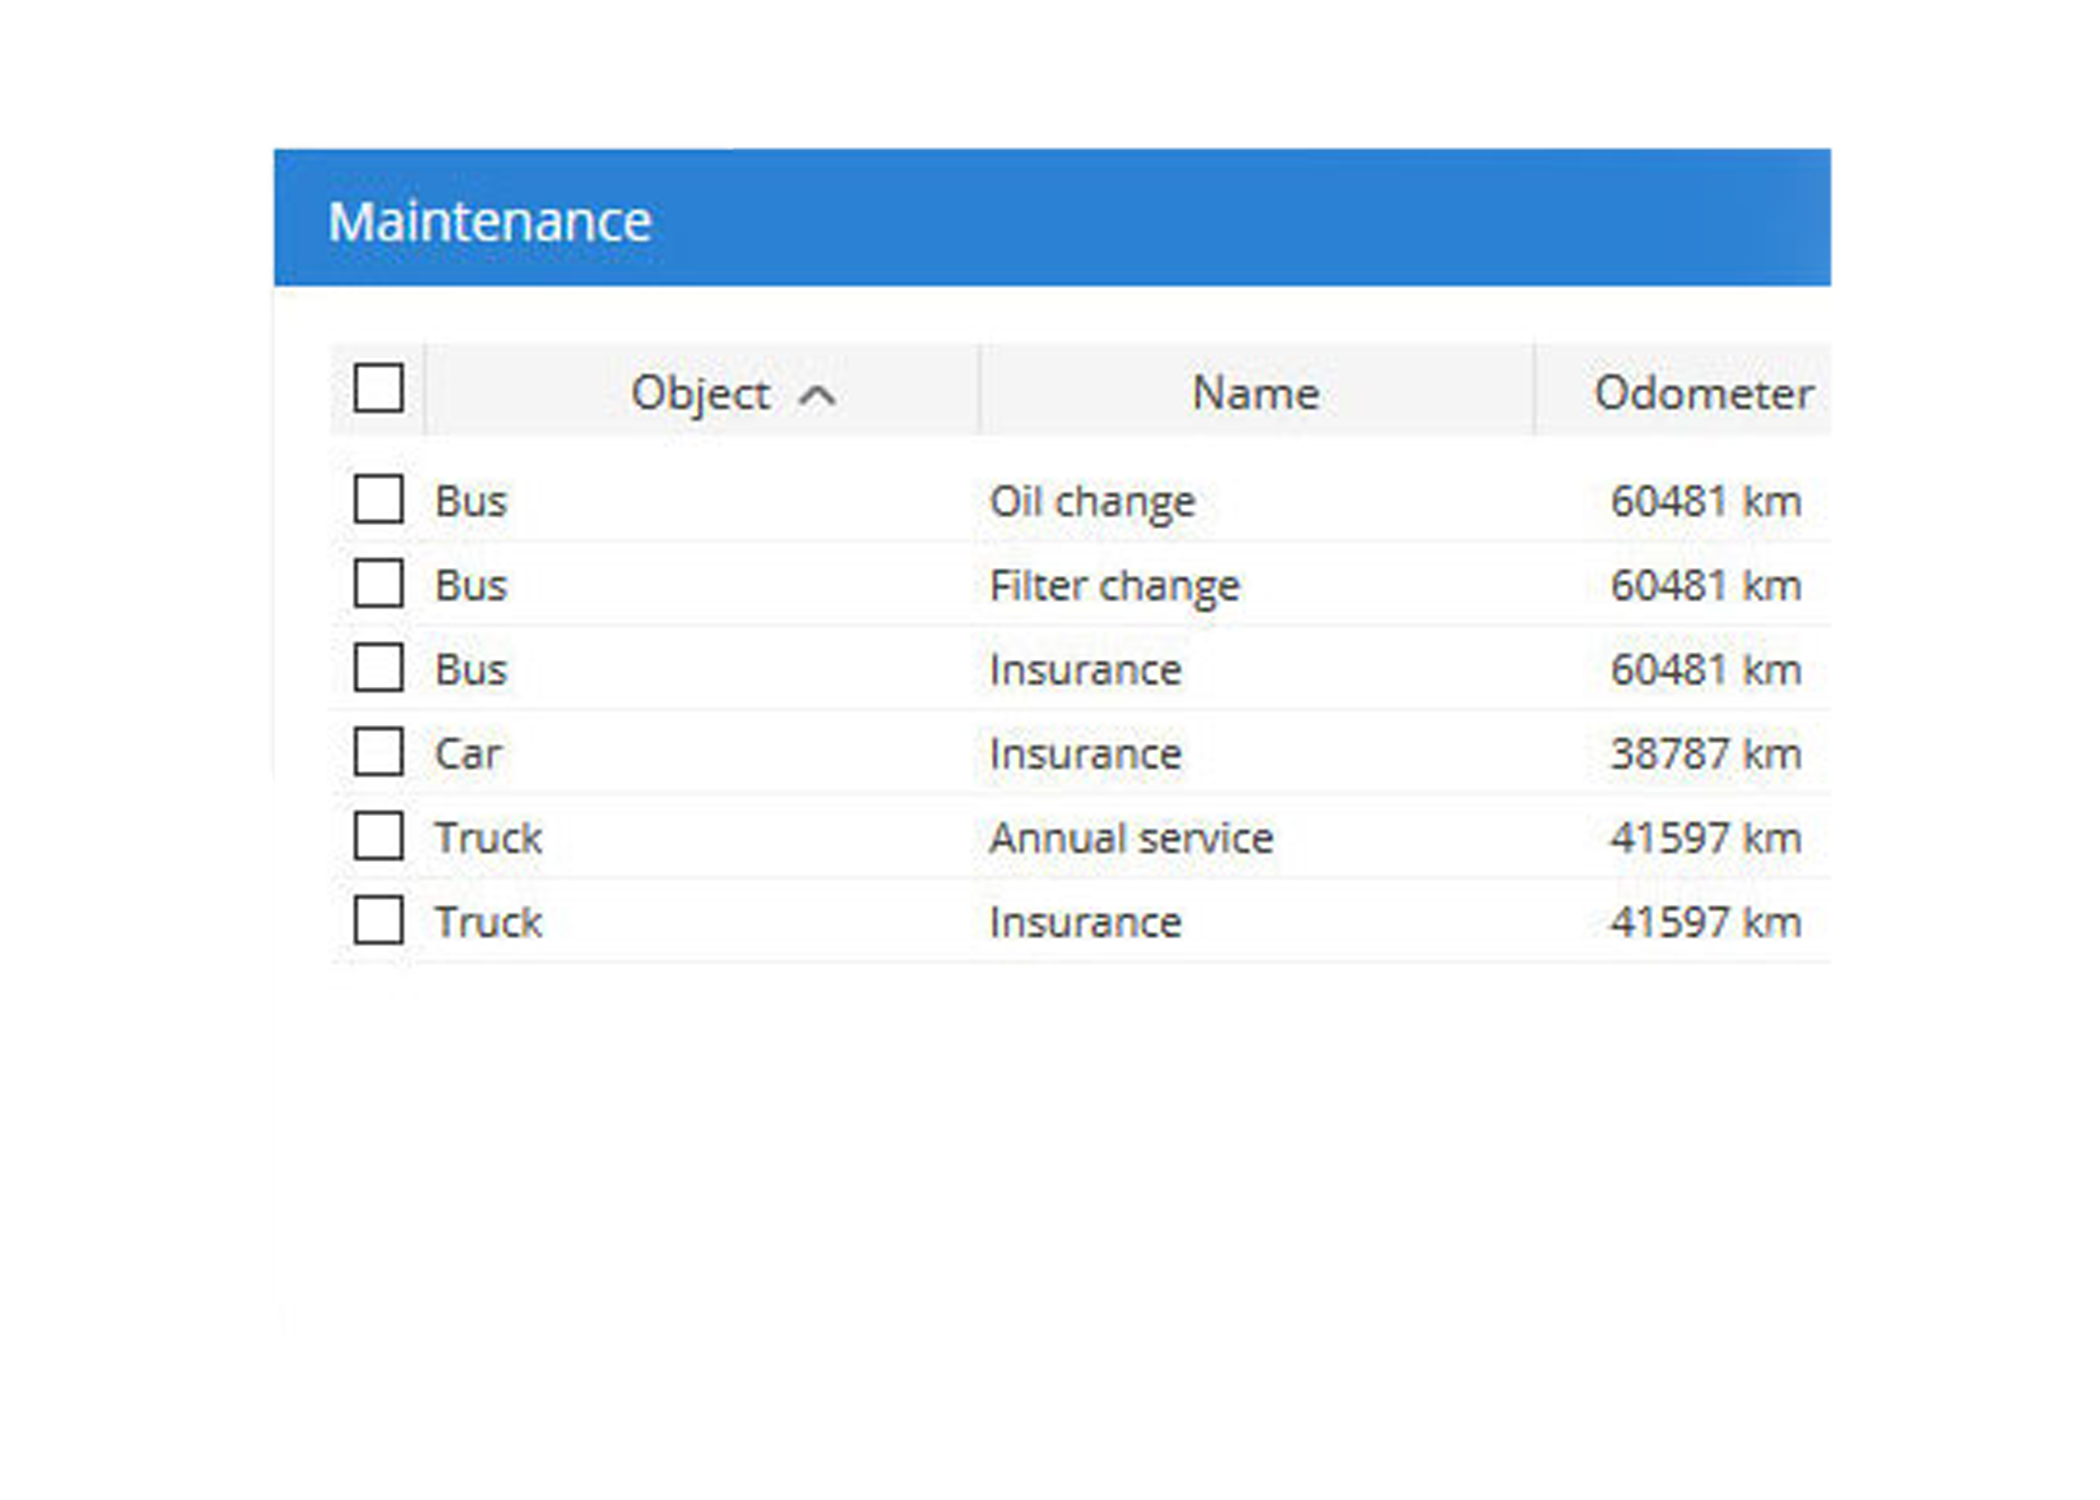 Maintenance
Object Name Odometer
Bus Oil change 60481 km
Bus Filter change 60481 km
Bus Insurance 60481 km
Car Insurance 38787 km
Truck Annual service 41597 km
Truck Insurance 41597 km